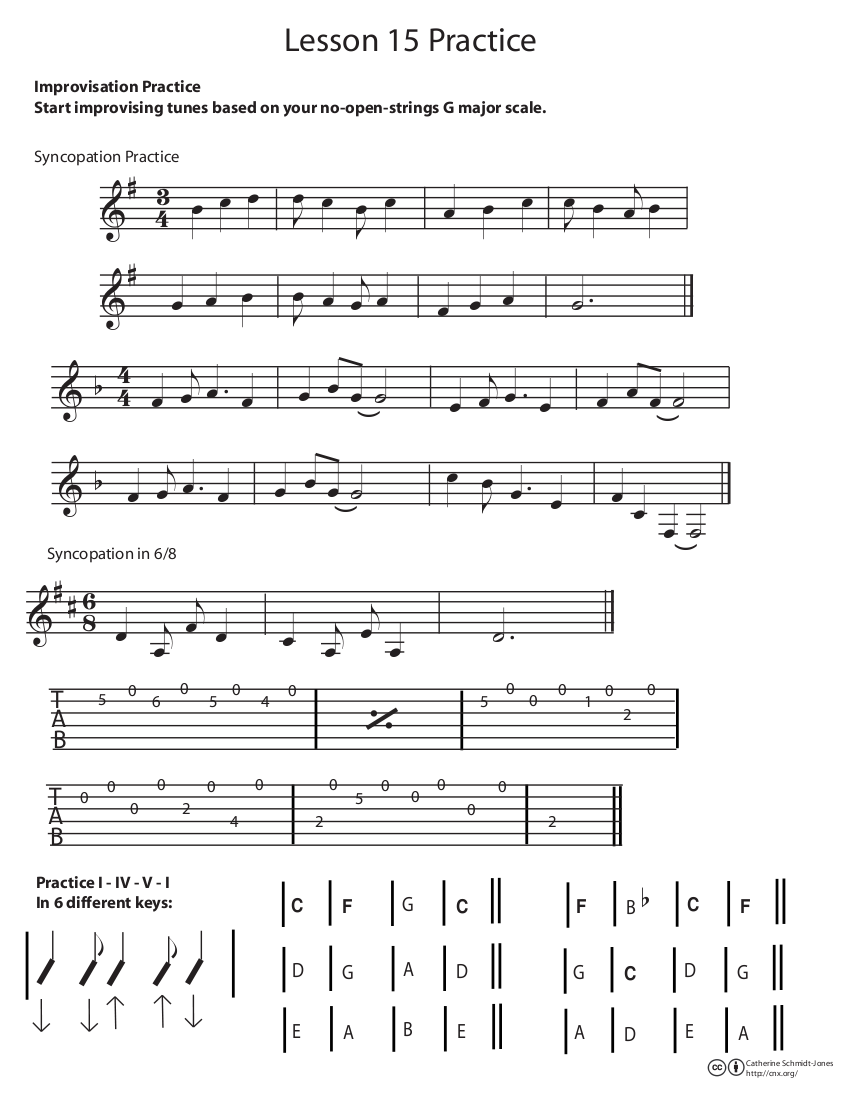 Lesson 15 Practice
Improvisation Practice
Start improvising tunes based on your no-open-strings G major scale.
Syncopation Practice
3
4
4
4
Syncopation in 6/8
6
8
T A B 5 0 6 0 5 0 4 0 5 0 0 0 1 0 2 0
T A B 0 0 0 0 2 0 4 0 2 0 5 0 0 0 0 0 2
Practice I - IV - V - I
In 6 different keys:
C F G C F B♭ C F
D G A D G C D G
E A B E A D E A
cc Catherine Schmidt-Jones
http://cnx.org/